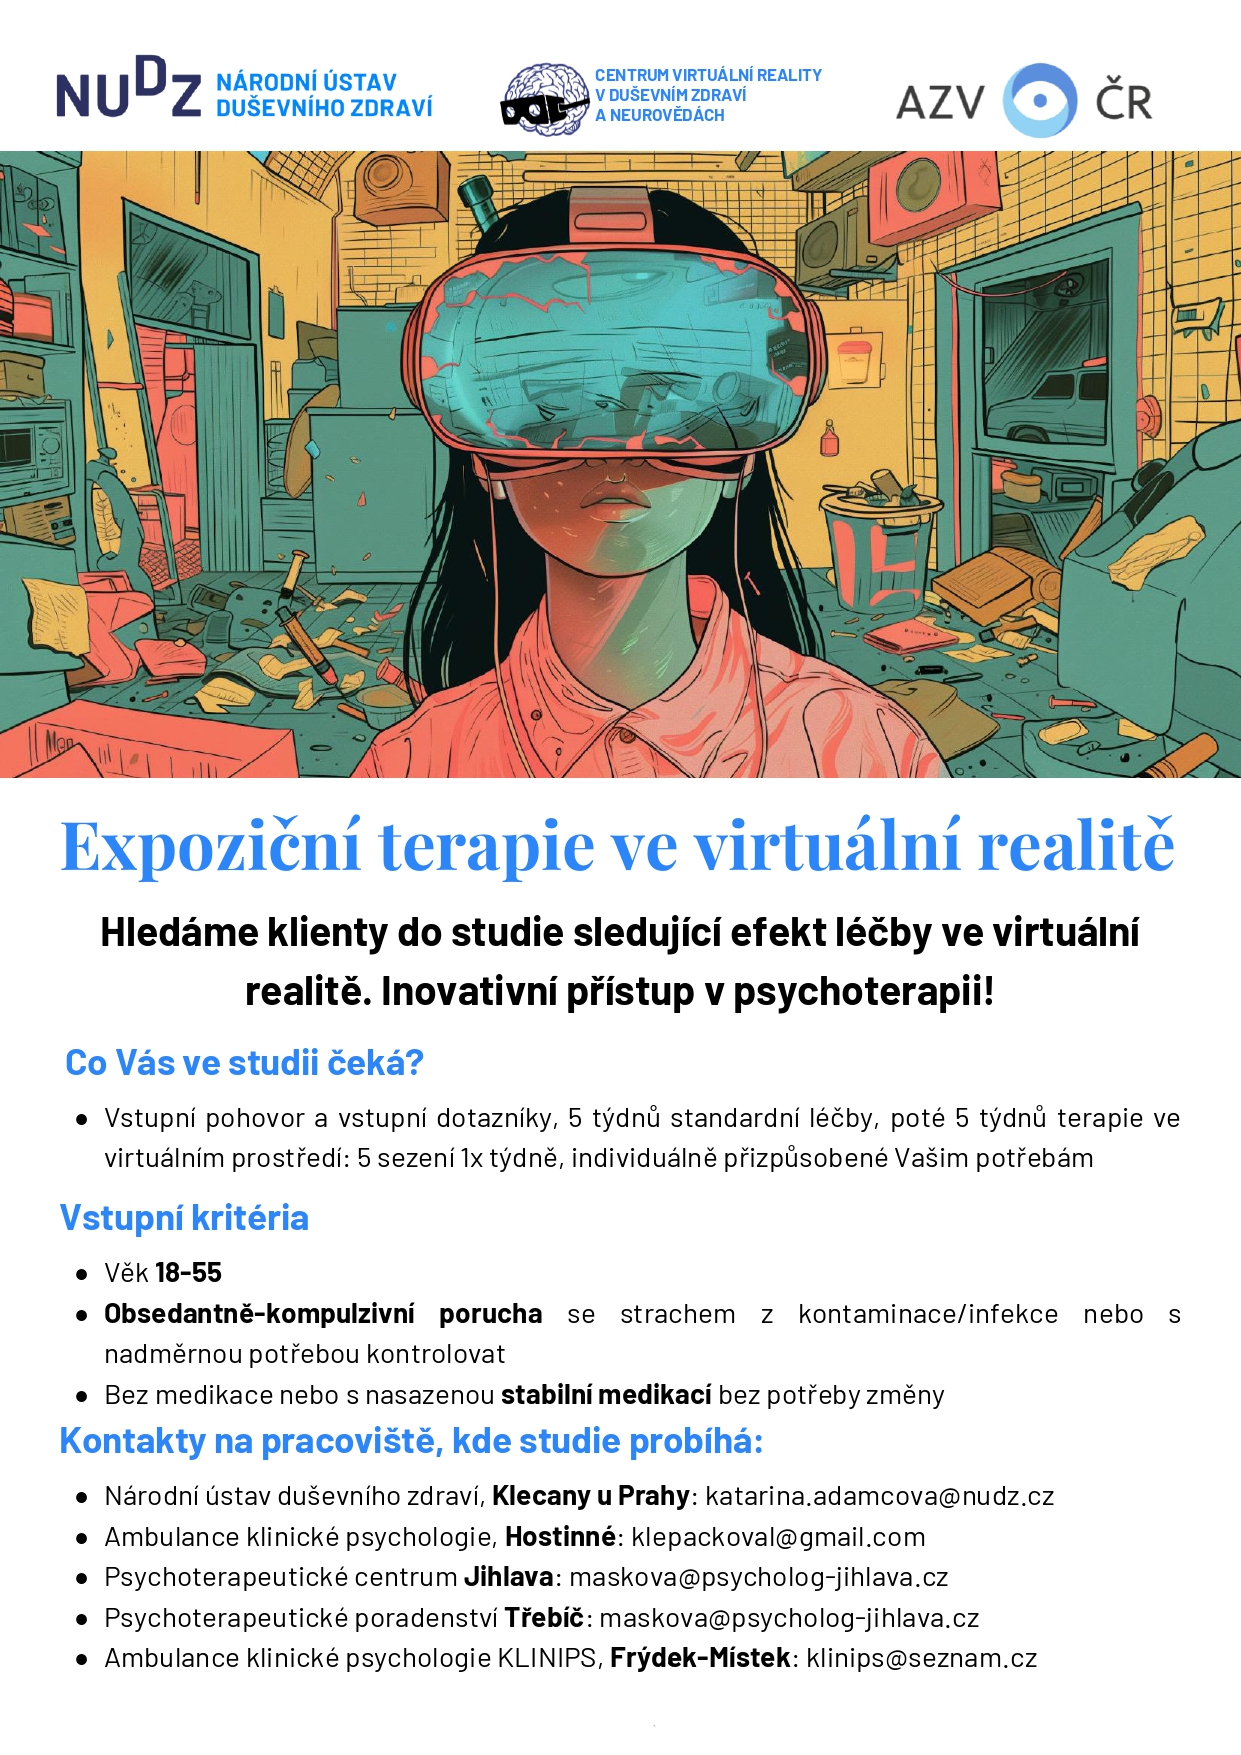 NUDZ NÁRODNÍ ÚSTAV
DUŠEVNÍHO ZDRAVÍ
CENTRUM VIRTUÁLNÍ REALITY
V DUŠEVNÍM ZDRAVÍ
A NEUROVĚDÁCH
AZV ČR
Expoziční terapie ve virtuální realitě
Hledáme klienty do studie sledující efekt léčby ve virtuální
realitě. Inovativní přístup v psychoterapii!
Co Vás ve studii čeká?
● Vstupní pohovor a vstupní dotazníky, 5 týdnů standardní léčby, poté 5 týdnů terapie ve
virtuálním prostředí: 5 sezení 1x týdně, individuálně přizpůsobené Vašim potřebám
Vstupní kritéria
● Věk 18-55
● Obsedantně-kompulzivní porucha se strachem z kontaminace/infekce nebo s
nadměrnou potřebou kontrolovat
● Bez medikace nebo s nasazenou stabilní medikací bez potřeby změny
Kontakty na pracoviště, kde studie probíhá:
● Národní ústav duševního zdraví, Klecany u Prahy: katarina.adamcova@nudz.cz
● Ambulance klinické psychologie, Hostinné: klepackoval@gmail.com
● Psychoterapeutické centrum Jihlava: maskova@psycholog-jihlava.cz
● Psychoterapeutické poradenství Třebíč: maskova@psycholog-jihlava.cz
● Ambulance klinické psychologie KLINIPS, Frýdek-Místek: klinips@seznam.cz